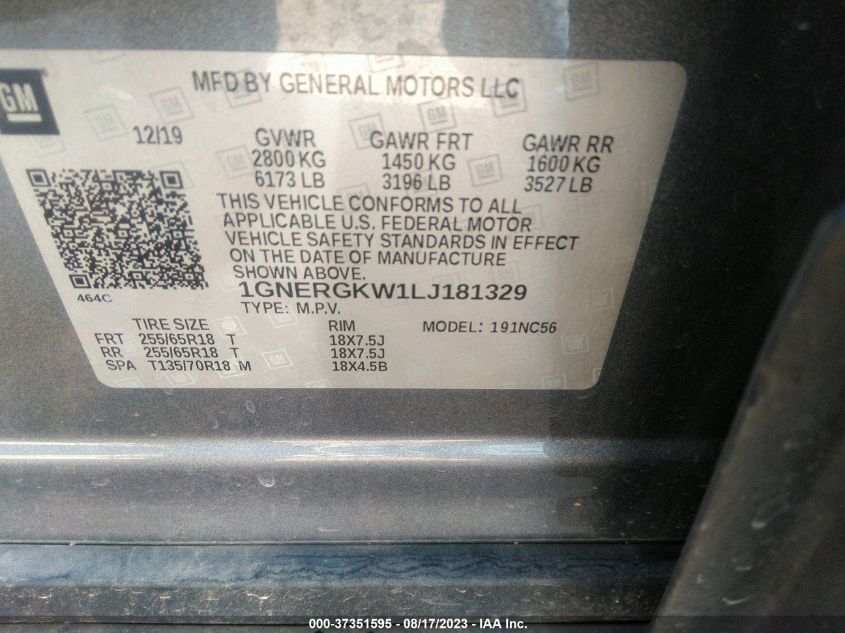 GM
MFD BY GENERAL MOTORS LLC
12/19 GVWR GAWR FRT GAWR RR
2800 KG 1450 KG 1600 KG
6173 LB 3196 LB 3527 LB
THIS VEHICLE CONFORMS TO ALL
APPLICABLE U.S. FEDERAL MOTOR
VEHICLE SAFETY STANDARDS IN EFFECT
ON THE DATE OF MANUFACTURE
SHOWN ABOVE.
464C
1GNERGKW1LJ181329
TYPE: M.P.V.
TIRE SIZE RIM MODEL: 191NC56
FRT 255/65R18 T 18X7.5J
RR 255/65R18 T 18X7.5J
SPA T135/70R18 M 18X4.5B
000-37351595 - 08/17/2023 - IAA Inc.